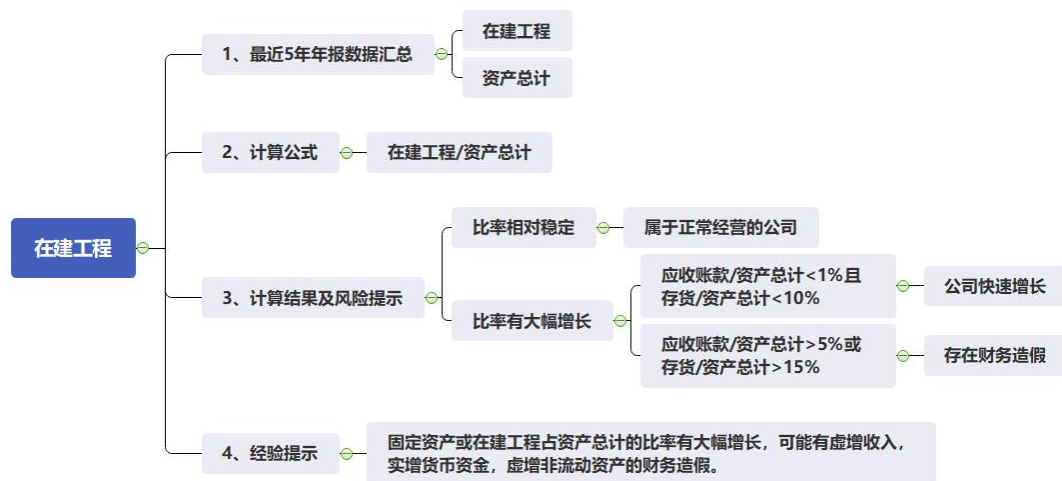 在建工程
1、最近5年年报数据汇总
在建工程
资产总计
2、计算公式
在建工程/资产总计
3、计算结果及风险提示
比率相对稳定
属于正常经营的公司
比率有大幅增长
应收账款/资产总计<1%且
存货/资产总计<10%
公司快速增长
应收账款/资产总计>5%或
存货/资产总计>15%
存在财务造假
4、经验提示
固定资产或在建工程占资产总计的比率有大幅增长，可能有虚增收入，
实增货币资金，虚增非流动资产的财务造假。